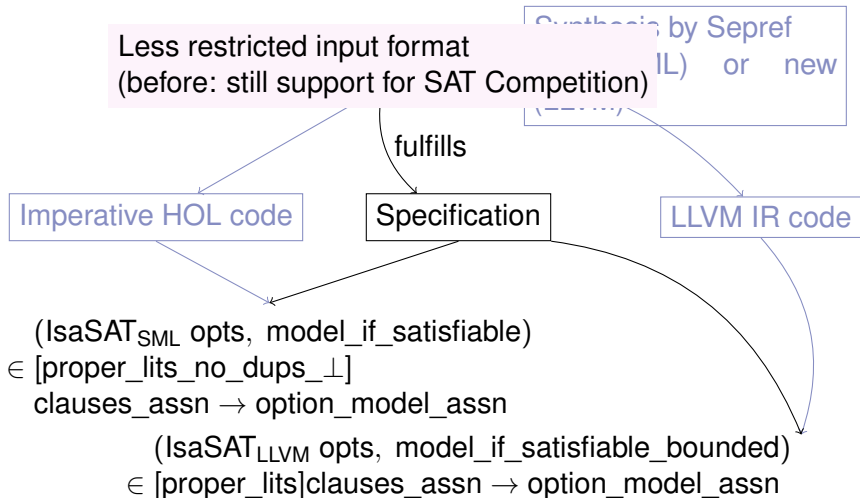 Less restricted input format
(before: still support for SAT Competition)
Synthesis by Sepref
ML) or new
fulfills
Imperative HOL code
Specification
LLVM IR code
(IsaSAT_SML opts, model_if_satisfiable)
∈ [proper_lits_no_dups_⊥]
clauses_assn → option_model_assn
(IsaSAT_LLVM opts, model_if_satisfiable_bounded)
∈ [proper_lits]clauses_assn → option_model_assn